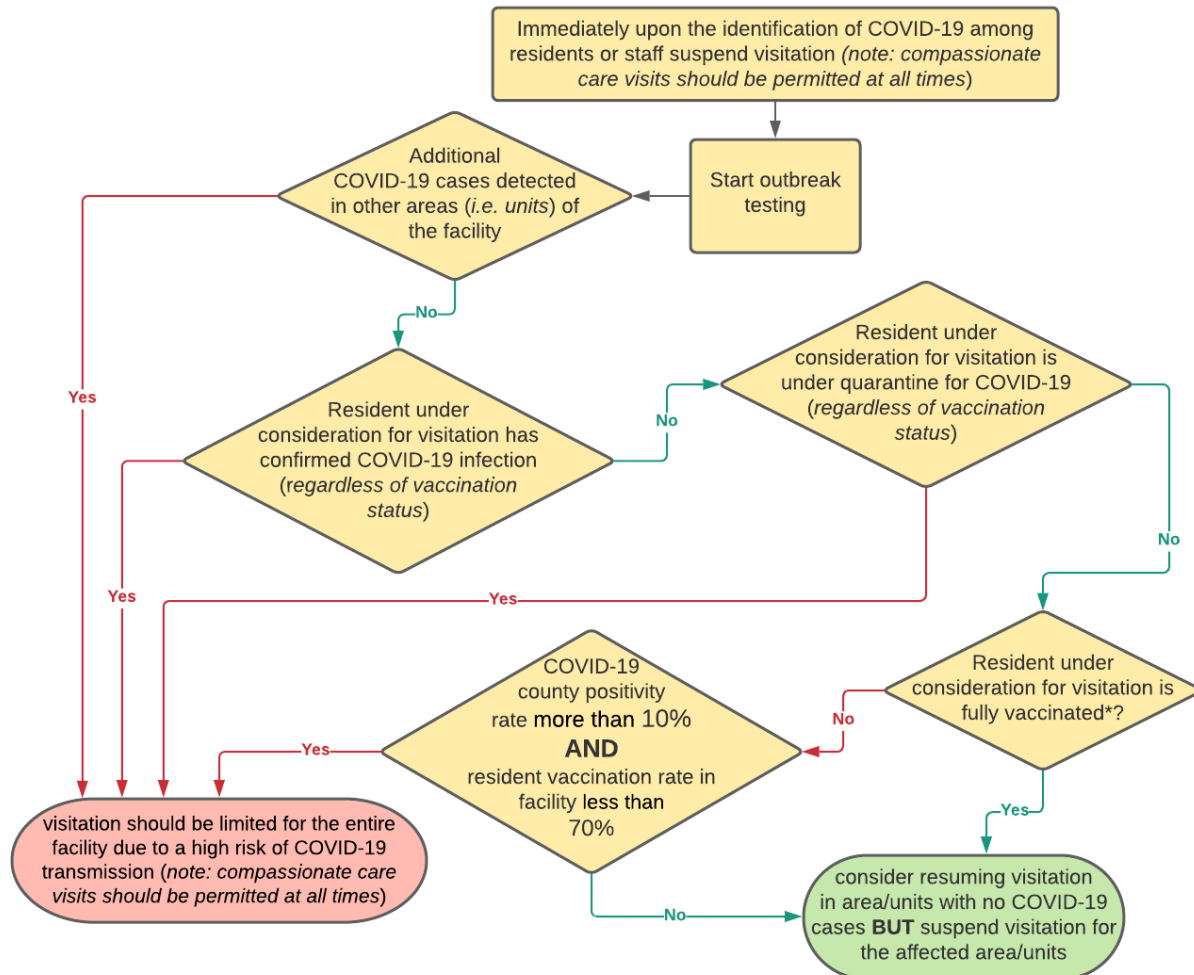 Immediately upon the identification of COVID-19 among
residents or staff suspend visitation (note: compassionate
care visits should be permitted at all times)
Start outbreak
testing
Additional
COVID-19 cases detected
in other areas (i.e. units) of
the facility
No
Yes
Resident under
consideration for visitation has
confirmed COVID-19 infection
(regardless of vaccination
status)
No
Yes
Resident under
consideration for visitation is
under quarantine for COVID-19
(regardless of vaccination
status)
No
Yes
Resident under
consideration for visitation is
fully vaccinated*?
No
Yes
COVID-19
county positivity
rate more than 10%
AND
resident vaccination rate in
facility less than
70%
Yes
No
visitation should be limited for the entire
facility due to a high risk of COVID-19
transmission (note: compassionate care
visits should be permitted at all times)
consider resuming visitation
in area/units with no COVID-19
cases BUT suspend visitation for
the affected area/units